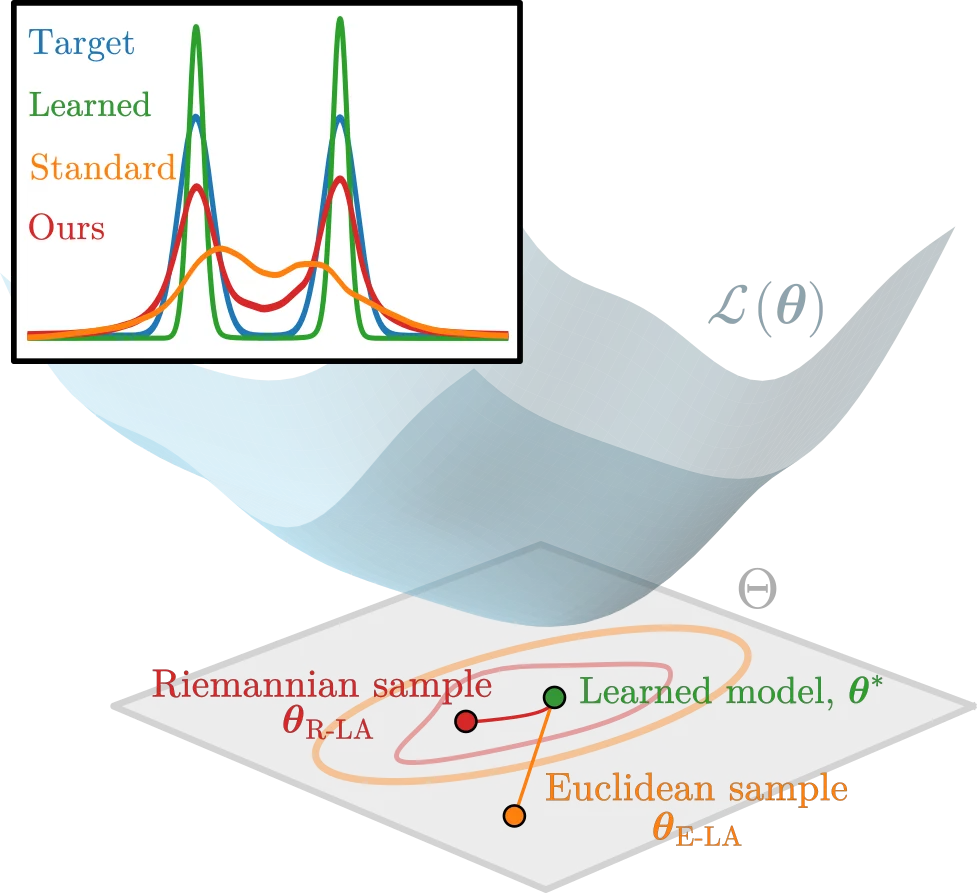 Target
Learned
Standard
Ours
𝓛(𝜽)
Θ
Riemannian sample
𝜽R-LA
Learned model, 𝜽*
Euclidean sample
𝜽E-LA